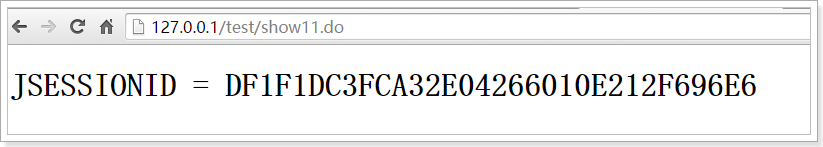 127.0.0.1/test/show11.do
JSESSIONID = DF1F1DC3FCA32E04266010E212F696E6